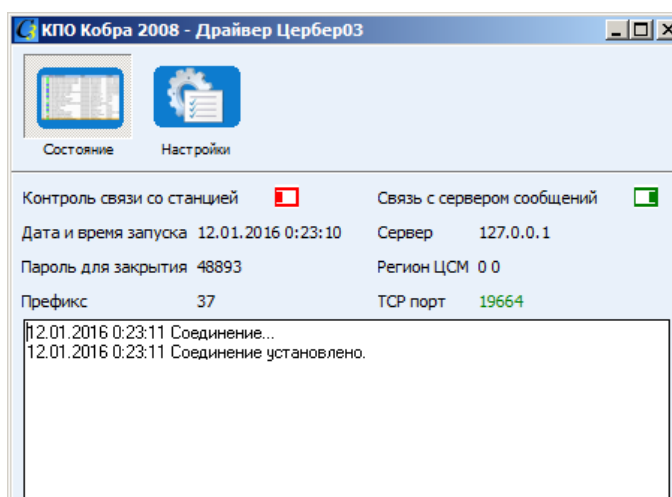 КПО Кобра 2008 - Драйвер Цербер03
Состояние Настройки
Контроль связи со станцией Связь с сервером сообщений
Дата и время запуска 12.01.2016 0:23:10 Сервер 127.0.0.1
Пароль для закрытия 48893 Регион ЦСМ 0 0
Префикс 37 TCP порт 19664
12.01.2016 0:23:11 Соединение...
12.01.2016 0:23:11 Соединение установлено.